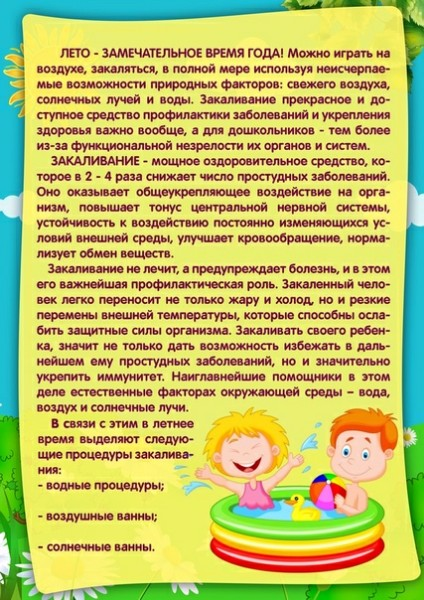 ЛЕТО - ЗАМЕЧАТЕЛЬНОЕ ВРЕМЯ ГОДА! Можно играть на
воздухе, закаляться, в полной мере используя неисчерпае-
мые возможности природных факторов: свежего воздуха,
солнечных лучей и воды. Закаливание прекрасное и до-
ступное средство профилактики заболеваний и укрепления
здоровья важно вообще, а для дошкольников - тем более
из-за функциональной незрелости их органов и систем.
ЗАКАЛИВАНИЕ - мощное оздоровительное средство, ко-
торое в 2 - 4 раза снижает число простудных заболеваний.
Оно оказывает общеукрепляющее воздействие на орга-
низм, повышает тонус центральной нервной системы,
устойчивость к воздействию постоянно изменяющихся ус-
ловий внешней среды, улучшает кровообращение, норма-
лизует обмен веществ.
Закаливание не лечит, а предупреждает болезнь, и в этом
его важнейшая профилактическая роль. Закаленный чело-
век легко переносит не только жару и холод, но и резкие
перемены внешней температуры, которые способны осла-
бить защитные силы организма. Закаливать своего ребен-
ка, значит не только дать возможность избежать в даль-
нейшем ему простудных заболеваний, но и значительно
укрепить иммунитет. Наиглавнейшие помощники в этом
деле естественные факторах окружающей среды – вода,
воздух и солнечные лучи.
В связи с этим в летнее
время выделяют следую-
щие процедуры закалива-
ния:
- водные процедуры;
- воздушные ванны;
- солнечные ванны.